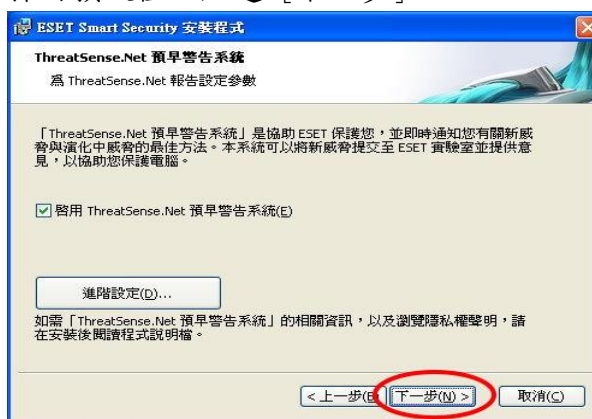 ESET Smart Security 安裝程式
ThreatSense.Net 預早警告系統
為 ThreatSense.Net 報告設定參數
「ThreatSense.Net 預早警告系統」是協助 ESET 保護您,並即時通知您有關新威
脅與演化中威脅的最佳方法。本系統可以將新威脅提交至 ESET 實驗室並提供意
見,以協助您保護電腦。
啓用 ThreatSense.Net 預早警告系統(E)
進階設定(D)...
如需「ThreatSense.Net 預早警告系統」的相關資訊,以及瀏覽隱私權聲明,請
在安裝後閱讀程式說明檔。
< 上一步(B) 下一步(N) > 取消(C)